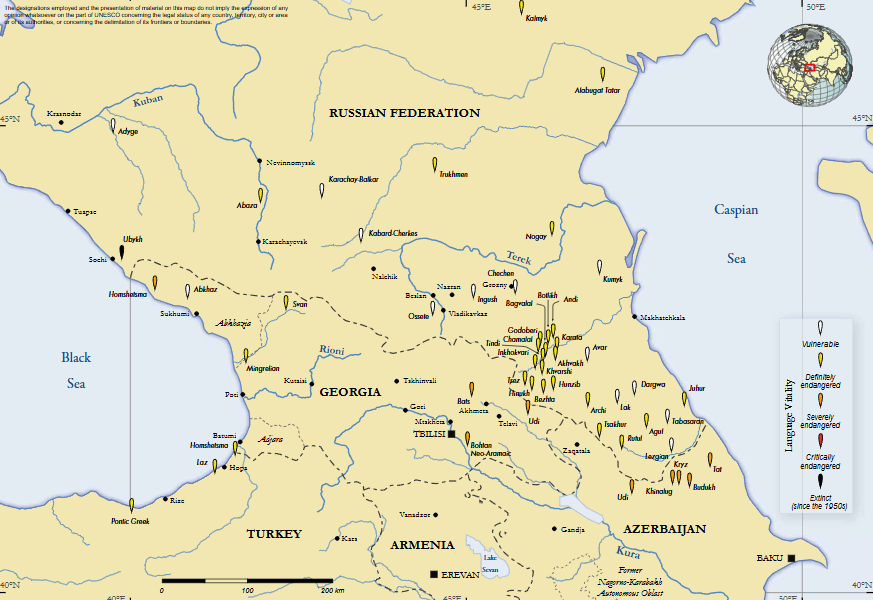 The designations employed and the presentation of material on this map do not imply the expression of any
opinion whatsoever on the part of UNESCO concerning the legal status of any country, territory, city or area
or of its authorities, or concerning the delimitation of its frontiers or boundaries.
45°E
50°E
Kalmyk
Alabugat Tatar
RUSSIAN FEDERATION
Kuban
Krasnodar
45°N
45°N
Adyge
Nevinnomyssk
Trukhmen
Karachay-Balkar
Abaza
Tuapse
Caspian
Sea
Nogay
Kabard-Cherkes
Karachayevsk
Ubykh
Sochi
Terek
Kumyk
Nalchik
Chechen
Grozny
Homshetsma
Abkhaz
Nazran
Beslan
Ingush
Botlikh
Andi
Bagvalal
Svan
Ossete
Vladikavkaz
Sukhumi
Abkhazia
Makhatchkala
Godoberi
Chamalal
Karata
Tindi
Inkhokvari
Avar
Vulnerable
Black
Sea
Rioni
Mingrelian
Akhvakh
Khvarshi
Definitely
endangered
Kutaisi
Tskhinvali
Tsez
Hunzib
Dargwa
Juhur
GEORGIA
Poti
Hinukh
Bezhta
Bats
Akhmeta
Archi
Lak
Severely
endangered
Gori
Mtskheta
Telavi
Udi
Tsakhur
Agul
Tabasaran
Language Vitality
TBILISI
Batumi
Adjara
Homshetsma
Bohtan
Neo-Aramaic
Zaqatala
Rutul
Lezgian
Critically
endangered
Laz
Hopa
Kryz
Tat
Khinalug
Budukh
Udi
Rize
Extinct
(since the 1950s)
Pontic Greek
Vanadzor
TURKEY
Kars
ARMENIA
Gandja
AZERBAIJAN
Lake
Sevan
Kura
BAKU
EREVAN
Former
Nagorno-Karabakh
Autonomous Oblast
40°N
40°N
0
100
200 km
40°E
45°E
50°E